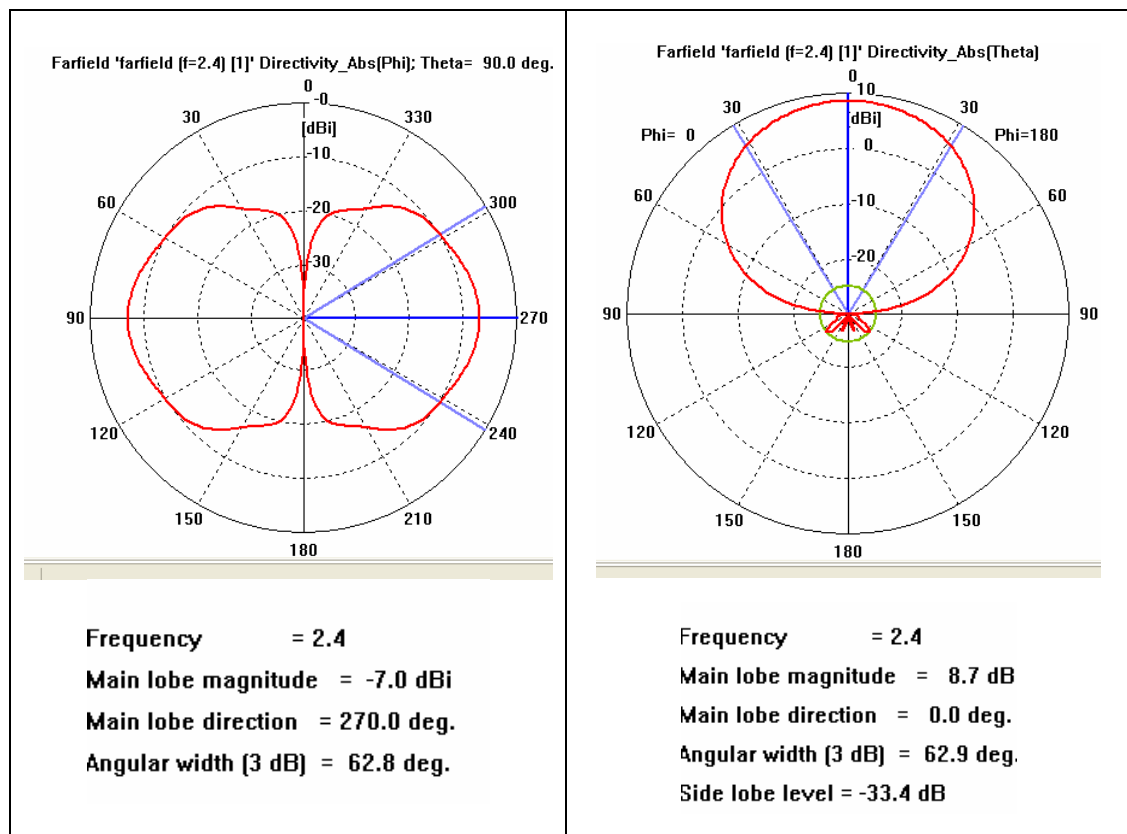 Farfield 'farfield (f=2.4) [1]' Directivity_Abs(Phi); Theta= 90.0 deg.
0
-0
30
330
[dBi]
-10
60
-20
300
-30
90
270
120
240
150
210
180
Frequency = 2.4
Main lobe magnitude = -7.0 dBi
Main lobe direction = 270.0 deg.
Angular width (3 dB) = 62.8 deg.
Farfield 'farfield (f=2.4) [1]' Directivity_Abs(Theta)
0
10
30
30
[dBi]
Phi= 0
0
Phi=180
60
-10
60
-20
90
90
120
120
150
150
180
Frequency = 2.4
Main lobe magnitude = 8.7 dB
Main lobe direction = 0.0 deg.
Angular width (3 dB) = 62.9 deg.
Side lobe level = -33.4 dB